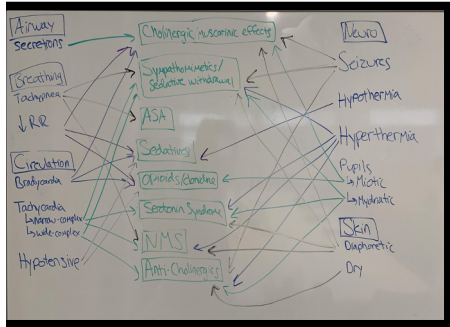 Airway
secretions
Breathing
Tachypnea
↓RR
Circulation
Bradycardia
Tachycardia
↳narrow-complex
↳wide-complex
Hypotensive
Cholinergic muscarinic effects
Sympathomimetics/
sedative withdrawal
ASA
Sedatives
opioids/clonidine
Serotonin Syndrome
NMS
Anti-Cholinergics
Neuro
Seizures
Hypothermia
Hyperthermia
Pupils
↳Miotic
↳Mydriatic
Skin
Diaphoretic
Dry